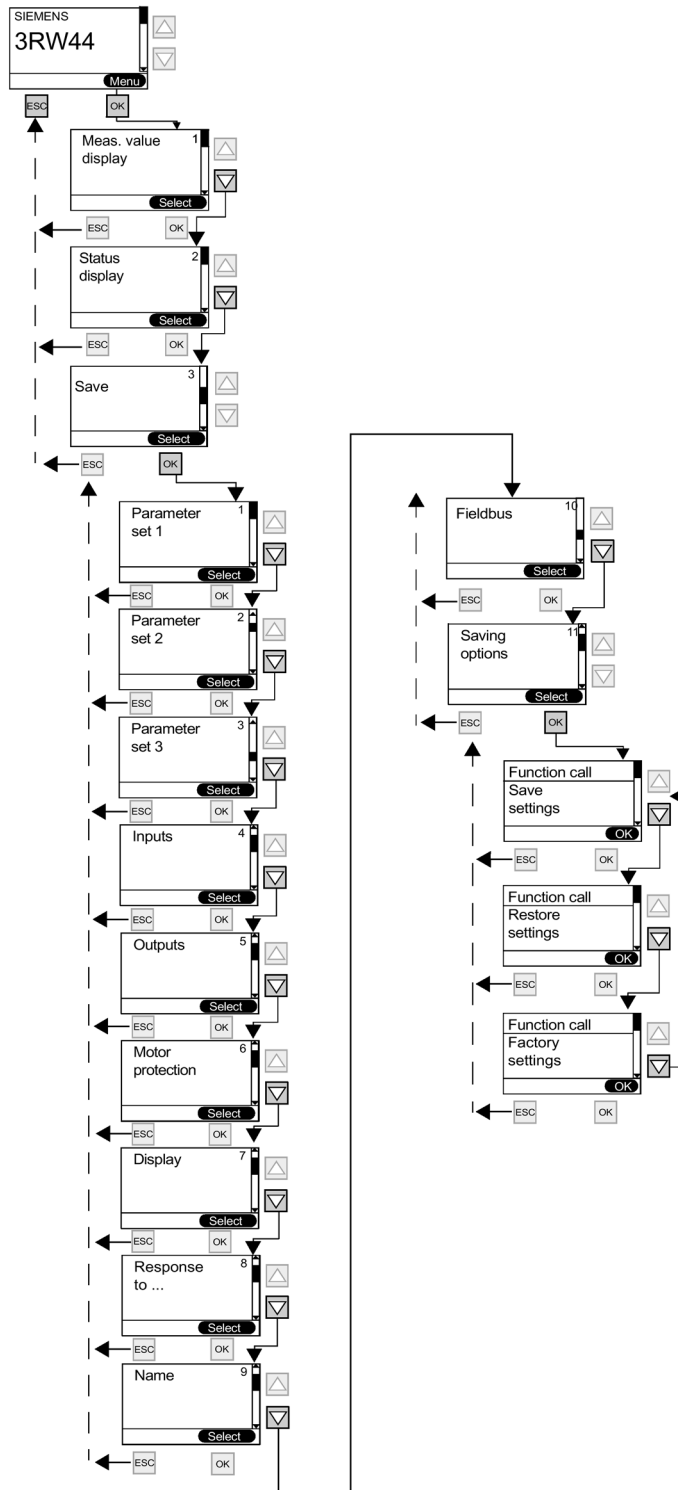 SIEMENS
3RW44
Menu
ESC
OK
Meas. value
display
1
Select
ESC
OK
Status
display
2
Select
ESC
OK
Save
3
Select
ESC
OK
Parameter
set 1
1
Select
ESC
OK
Parameter
set 2
2
Select
ESC
OK
Parameter
set 3
3
Select
ESC
OK
Inputs
4
Select
ESC
OK
Outputs
5
Select
ESC
OK
Motor
protection
6
Select
ESC
OK
Display
7
Select
ESC
OK
Response
to ...
8
Select
ESC
OK
Name
9
Select
ESC
OK
Fieldbus
10
Select
ESC
OK
Saving
options
11
Select
ESC
OK
Function call
Save
settings
OK
ESC
OK
Function call
Restore
settings
OK
ESC
OK
Function call
Factory
settings
OK
ESC
OK